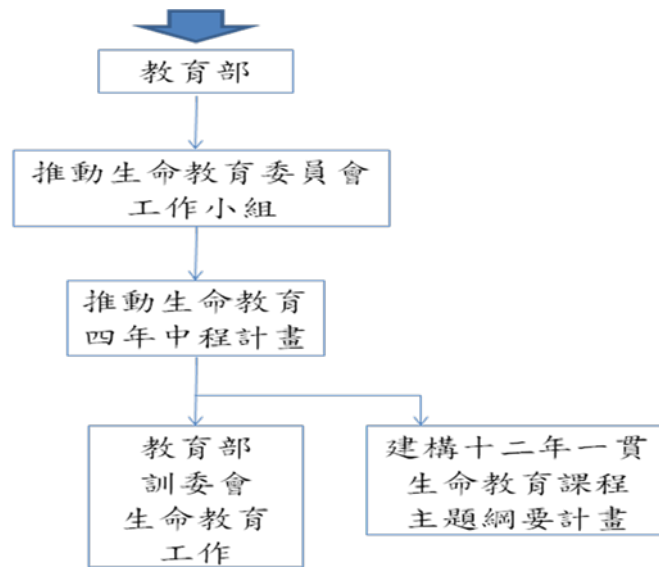 教育部
推動生命教育委員會
工作小組
推動生命教育
四年中程計畫
教育部
訓委會
生命教育
工作
建構十二年一貫
生命教育課程
主題綱要計畫